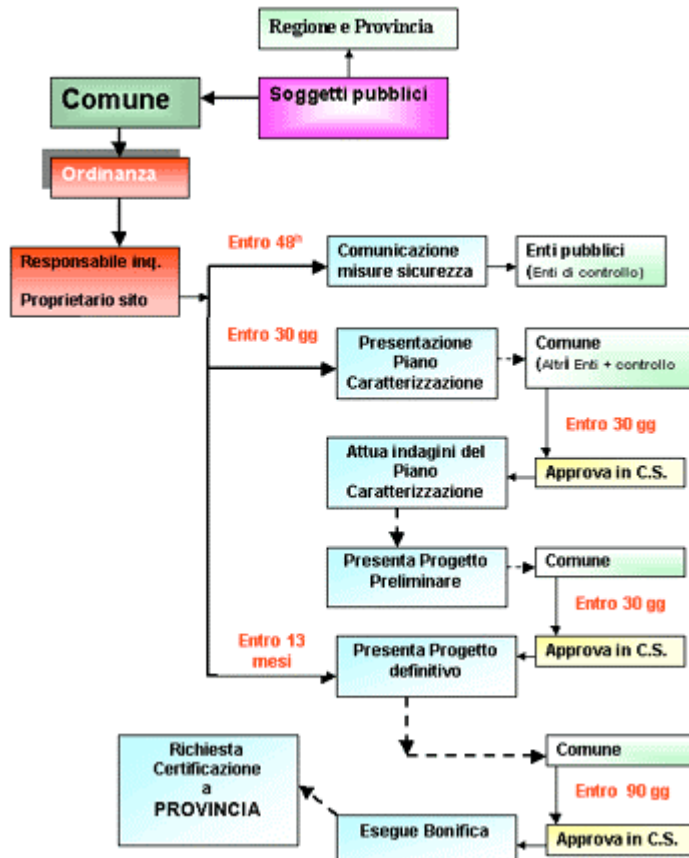 Regione e Provincia
Comune
Soggetti pubblici
Ordinanza
Responsabile inq.
Proprietario sito
Entro 48h
Comunicazione
misure sicurezza
Enti pubblici
(Enti di controllo)
Entro 30 gg
Presentazione
Piano
Caratterizzazione
Comune
(Altri Enti + controllo
Entro 30 gg
Attua indagini del
Piano
Caratterizzazione
Approva in C.S.
Presenta Progetto
Preliminare
Comune
Entro 30 gg
Entro 13
mesi
Presenta Progetto
definitivo
Approva in C.S.
Richiesta
Certificazione
a
PROVINCIA
Comune
Entro 90 gg
Esegue Bonifica
Approva in C.S.